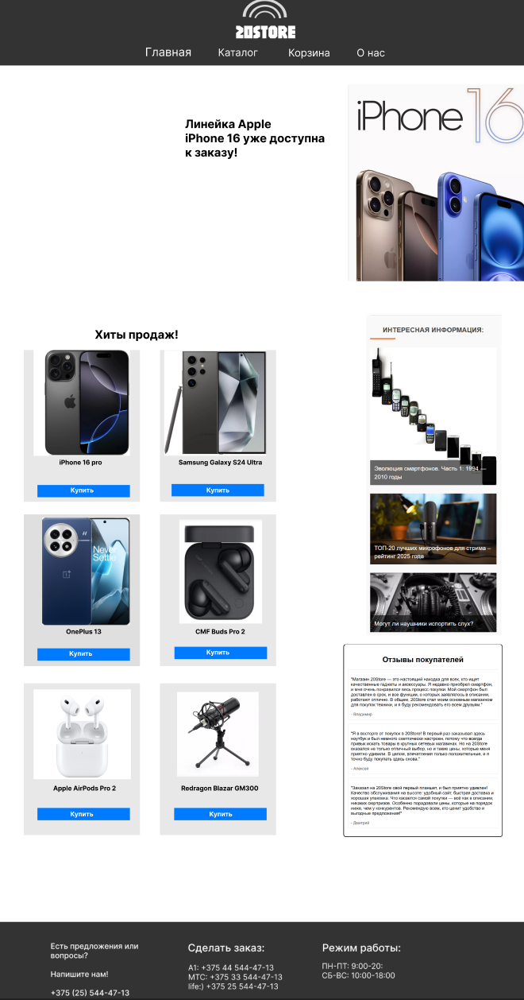 20STORE
Главная
Каталог
Корзина
О нас
Линейка Apple
iPhone 16 уже доступна
к заказу!
iPhone 16
Хиты продаж!
iPhone 16 pro
Samsung Galaxy S24 Ultra
Купить
Купить
Never
Settle
OnePlus 13
CMF Buds Pro 2
Купить
Купить
Apple AirPods Pro 2
Redragon Blazar GM300
Купить
Купить
ИНТЕРЕСНАЯ ИНФОРМАЦИЯ:
Эволюция смартфонов. Часть 1: 1994 —
2010 годы
ТОП-20 лучших микрофонов для стрима –
рейтинг 2025 года
Могут ли наушники испортить слух?
Отзывы покупателей
"Магазин 20Store — это настоящий находка для всех, кто ищет
качественные гаджеты и аксессуары. Я недавно приобрел смартфон,
и мне очень понравился весь процесс покупки. Мой смартфон был
доставлен в срок, и все функции, о которых заявлялось в описании,
работают отлично. В общем, 20Store стал моим основным магазином
для покупок техники, и я буду рекомендовать его всем друзьям."
- Владимир
"Я в восторге от покупок в 20Store! В первый раз заказывал здесь
ноутбук и был немного скептически настроен, потому что всегда
привык искать товары в крупных сетевых магазинах. Но на 20Store
оказался не только отличный выбор, но и такие цены, которые меня
приятно удивили. В целом, впечатления только положительные, и я
точно буду покупать здесь снова."
- Алексей
"Заказал на 20Store свой первый планшет, и был приятно удивлен!
Качество обслуживания на высоте: удобный сайт, быстрая доставка и
хорошая упаковка. Что касается самой покупки — всё как в описании,
никаких сюрпризов. Особенно порадовали цены, которые на порядок
ниже, чем у конкурентов. Рекомендую всем, кто ценит удобство и
выгодные предложения!"
- Дмитрий
Есть предложения или
вопросы?
Напишите нам!
+375 (25) 544-47-13
Сделать заказ:
A1: +375 44 544-47-13
МТС: +375 33 544-47-13
life:) +375 25 544-47-13
Режим работы:
ПН-ПТ: 9:00-20:
СБ-ВС: 10:00-18:00